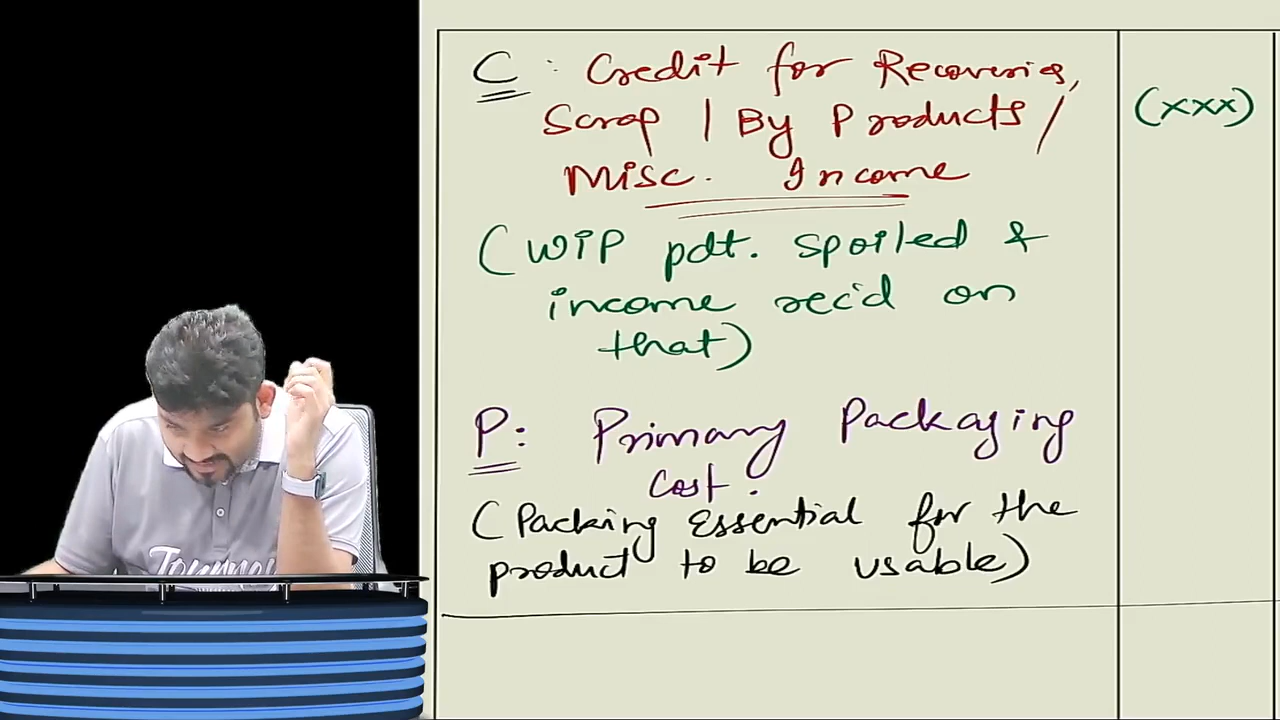 C : Credit for Recoveries,
Scrap / By Products /
Misc. Income
(xxx)
(WIP pdt. spoiled &
income rec'd on
that)
P: Primary Packaging
Cost.
(Packing Essential for the
product to be usable)